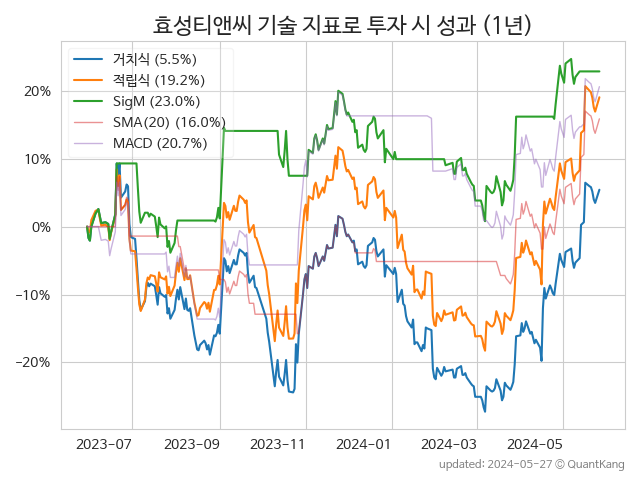 효성티앤씨 기술 지표로 투자 시 성과 (1년)
거치식 (5.5%)
적립식 (19.2%)
SigM (23.0%)
SMA(20) (16.0%)
MACD (20.7%)
20%
10%
0%
−10%
−20%
2023-07
2023-09
2023-11
2024-01
2024-03
2024-05
updated: 2024-05-27 © QuantKang